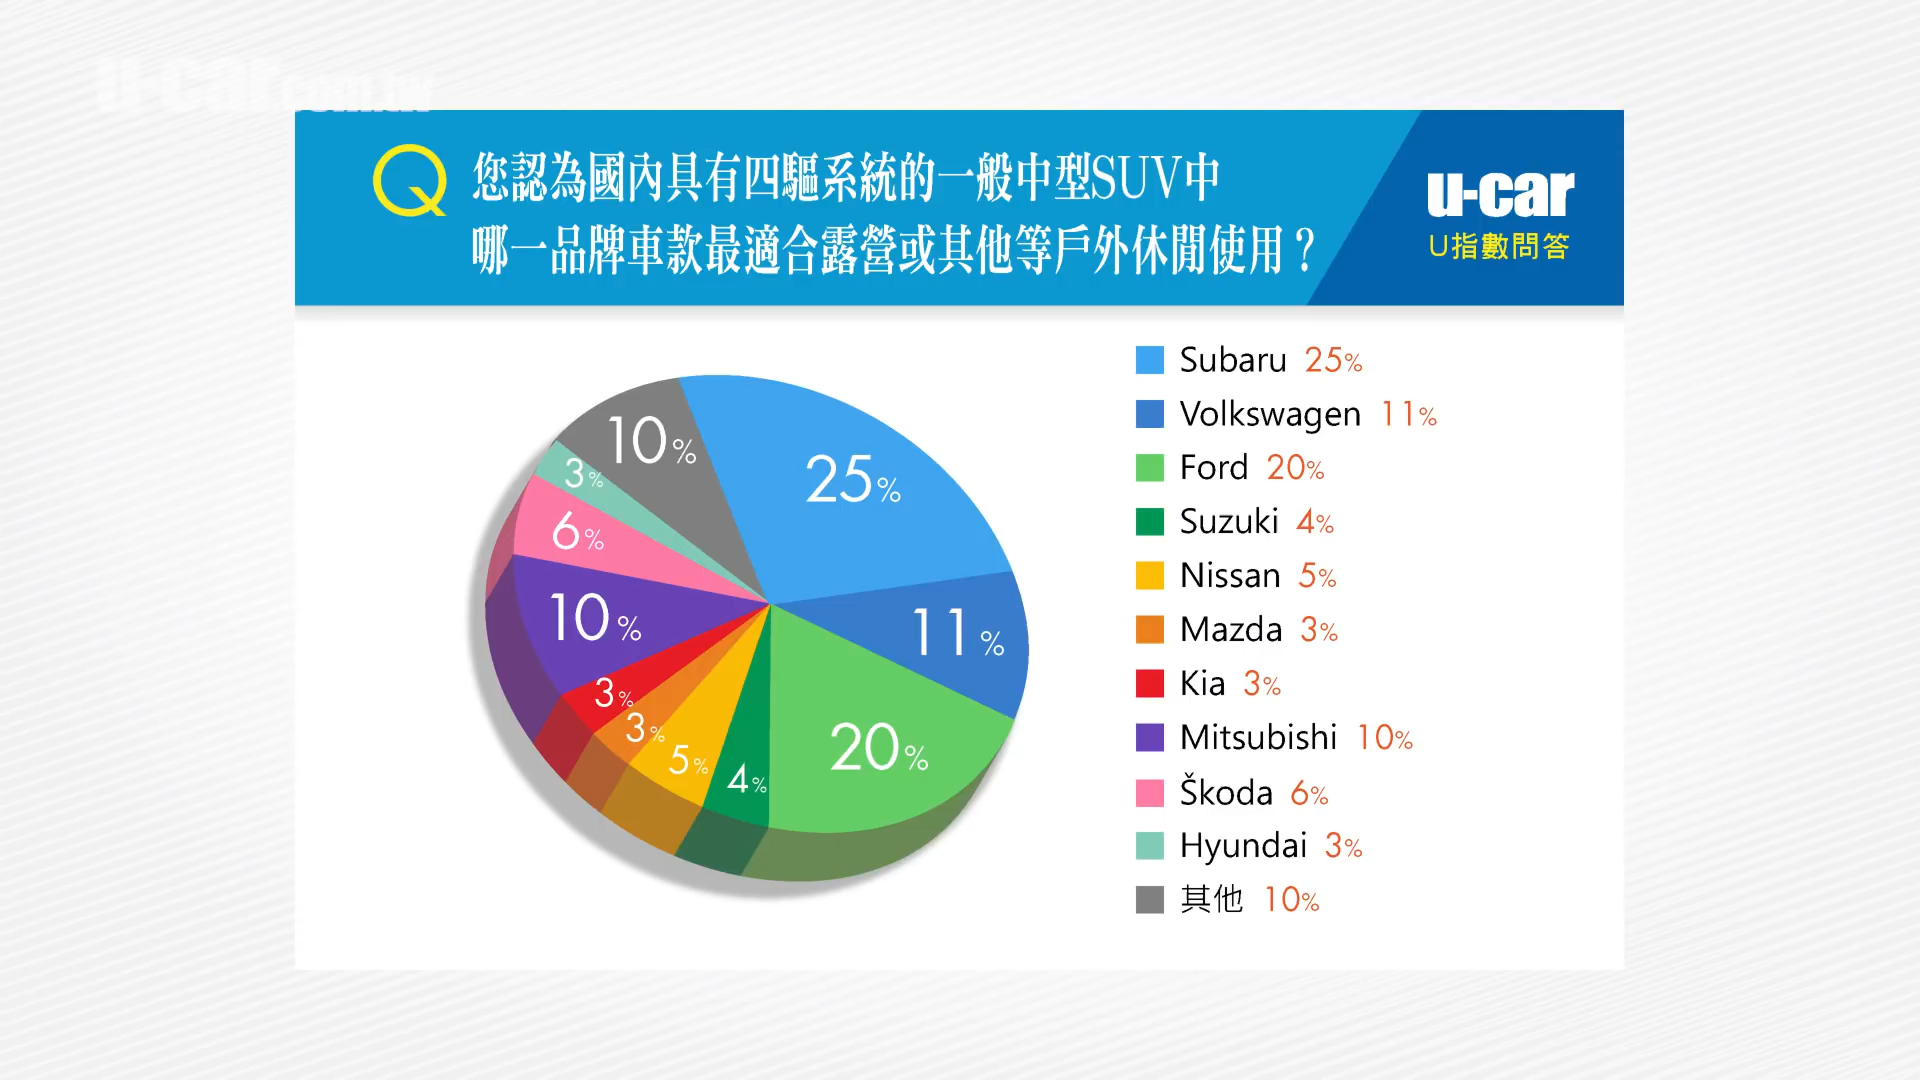 u-car.com.tw
Q 您認為國內具有四驅系統的一般中型SUV中
哪一品牌車款最適合露營或其他等戶外休閒使用？
u-car
U指數問答
10%
25%
3%
6%
10%
11%
3%
3%
5%
4%
20%
Subaru 25%
Volkswagen 11%
Ford 20%
Suzuki 4%
Nissan 5%
Mazda 3%
Kia 3%
Mitsubishi 10%
Škoda 6%
Hyundai 3%
其他 10%